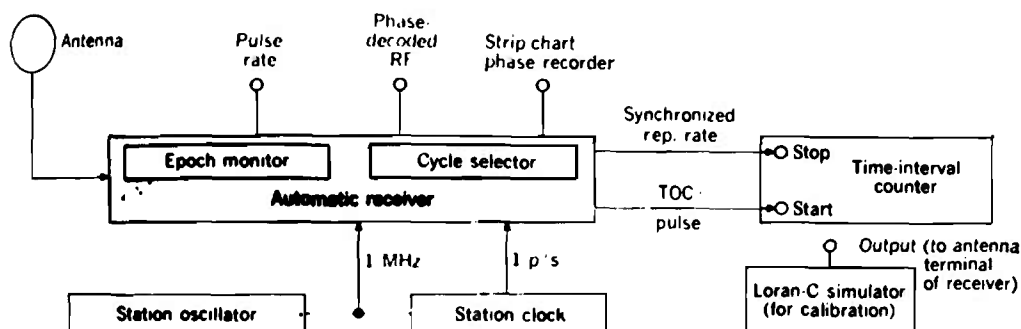 Antenna
Pulse
rate
Phase-
decoded
RF
Strip chart
phase recorder
Synchronized
rep. rate
Epoch monitor
Cycle selector
Automatic receiver
TOC
pulse
Stop
Start
Time-interval
counter
1 MHz
1 p's
Output (to antenna
terminal
of receiver)
Station oscillator
Station clock
Loran-C simulator
(for calibration)